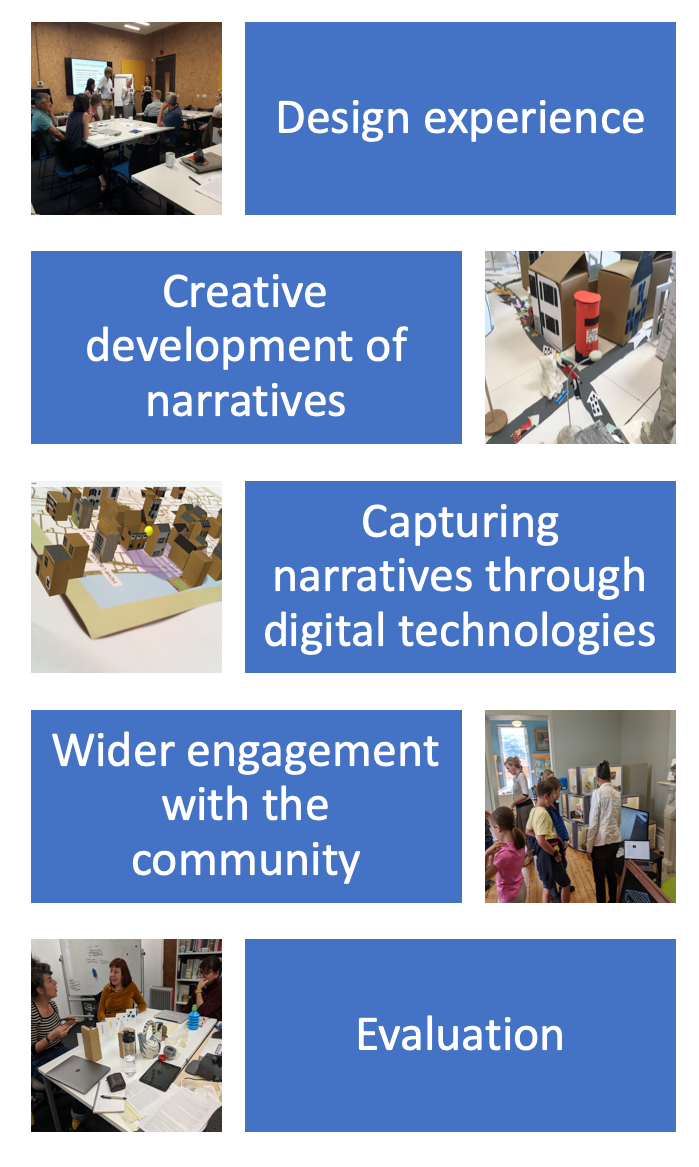 Design experience
Creative
development of
narratives
Capturing
narratives through
digital technologies
Wider engagement
with the
community
Evaluation